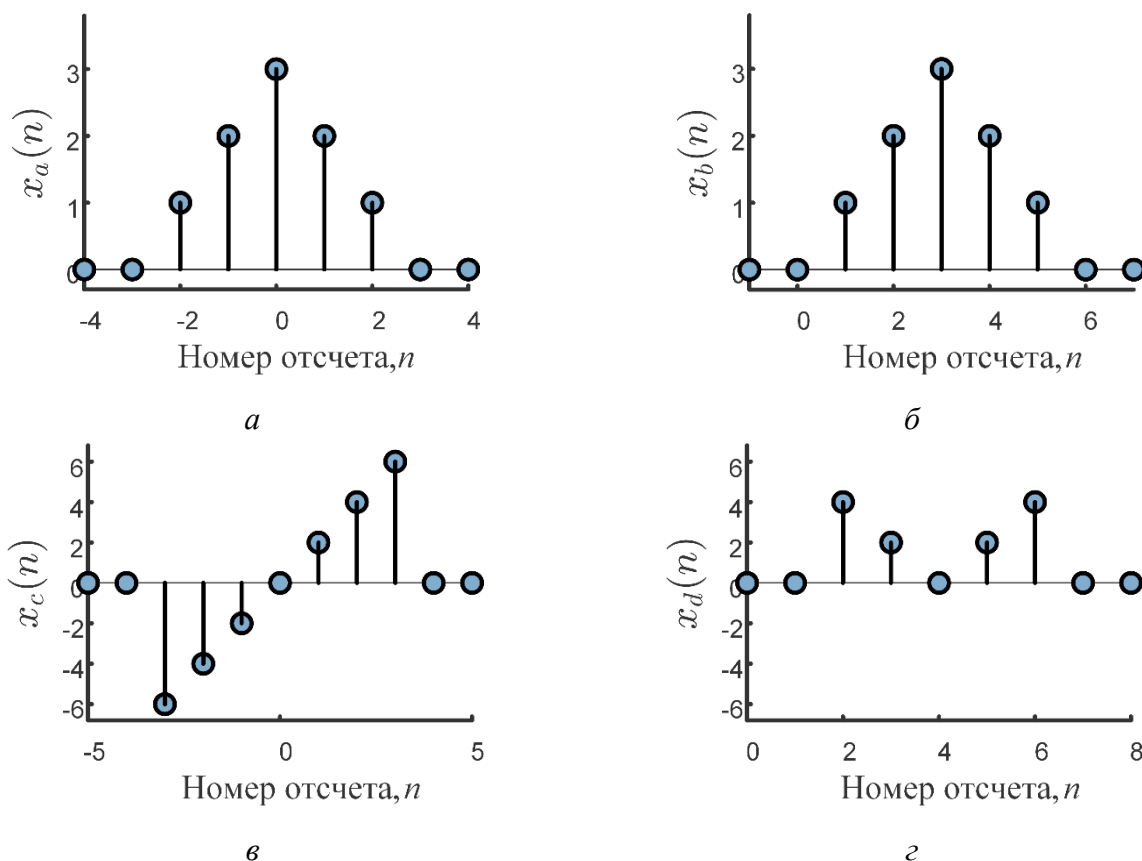 x_a(n)
3
2
1
0
-4 -2 0 2 4
Номер отсчета, n
а
x_b(n)
3
2
1
0
0 2 4 6
Номер отсчета, n
б
x_c(n)
6
4
2
0
-2
-4
-6
-5 0 5
Номер отсчета, n
в
x_d(n)
6
4
2
0
-2
-4
-6
0 2 4 6 8
Номер отсчета, n
г